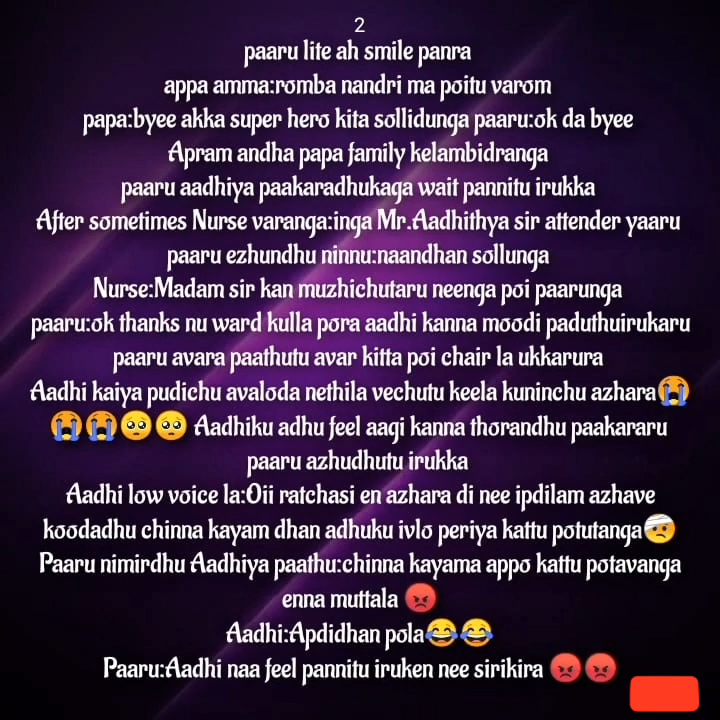 2
paaru lite ah smile panra
appa amma:romba nandri ma poitu varom
papa:byee akka super hero kita sollidunga paaru:ok da byee
Apram andha papa family kelambidranga
paaru aadhiya paakaradhukaga wait pannitu irukka
After sometimes Nurse varanga:inga Mr.Aadhithya sir attender yaaru
paaru ezhundhu ninnu:naandhan sollunga
Nurse:Madam sir kan muzhichutaru neenga poi paarunga
paaru:ok thanks nu ward kulla pora aadhi kanna moodi paduthuirukaru
paaru avara paathutu avar kitta poi chair la ukkarura
Aadhi kaiya pudichu avaloda nethila vechutu keela kuninchu azhara😭
😭😭🥺🥺 Aadhiku adhu feel aagi kanna thorandhu paakararu
paaru azhudhutu irukka
Aadhi low voice la:Oii ratchasi en azhara di nee ipdilam azhave
koodadhu chinna kayam dhan adhuku ivlo periya kattu potutanga🤕
Paaru nimirdhu Aadhiya paathu:chinna kayama appo kattu potavanga
enna muttala 😡
Aadhi:Apdidhan pola😂😂
Paaru:Aadhi naa feel pannitu iruken nee sirikira 😡😡